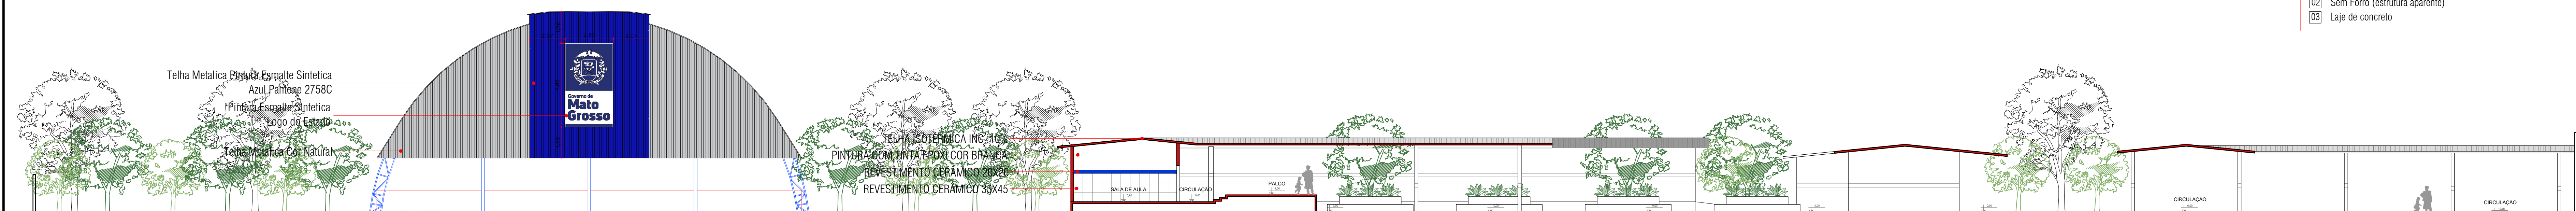 02 Sem Forro (estrutura aparente)
03 Laje de concreto
Telha Metalica Pintura Esmalte Sintetica
Azul Pantone 2758C
Pintura Esmalte Sintetica
Logo do Estado
Telha Metalica Cor Natural
Governo de
Mato
Grosso
TELHA ISOTERMICA INC. 10%
PINTURA COM TINTA EPOXI COR BRANCA
REVESTIMENTO CERÂMICO 20X20
REVESTIMENTO CERÂMICO 33X45
SALA DE AULA
CIRCULAÇÃO
PALCO
CIRCULAÇÃO
CIRCULAÇÃO